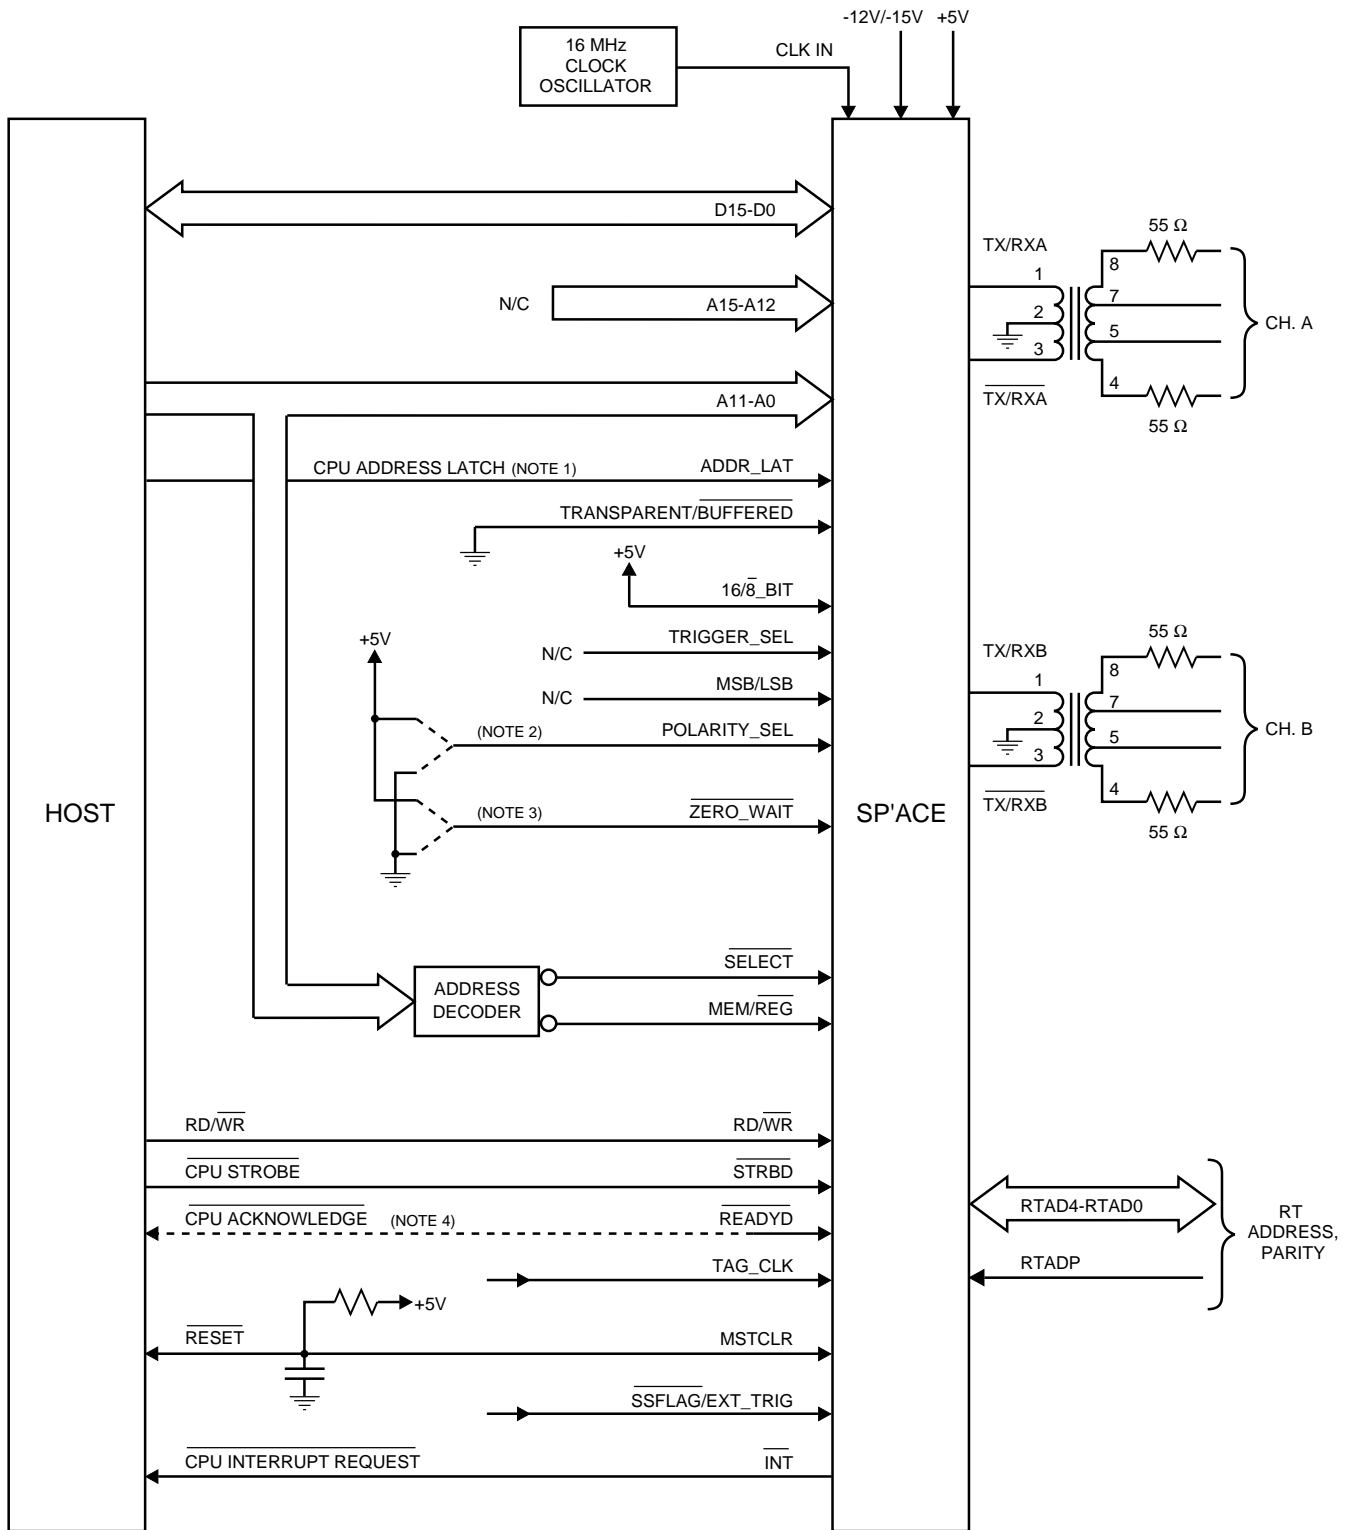 -12V/-15V +5V
16 MHz
CLOCK
OSCILLATOR
CLK IN
D15-D0
N/C
A15-A12
A11-A0
CPU ADDRESS LATCH (NOTE 1)
ADDR_LAT
TRANSPARENT/BUFFERED
+5V
16/8_BIT
+5V
N/C
TRIGGER_SEL
N/C
MSB/LSB
(NOTE 2)
POLARITY_SEL
(NOTE 3)
ZERO_WAIT
HOST
SP'ACE
SELECT
ADDRESS
DECODER
MEM/REG
RD/WR
RD/WR
CPU STROBE
STRBD
CPU ACKNOWLEDGE (NOTE 4)
READYD
TAG_CLK
+5V
RESET
MSTCLR
SSFLAG/EXT_TRIG
CPU INTERRUPT REQUEST
INT
TX/RXA
1
2
3
TX/RXA
55 Ω
8
7
5
4
55 Ω
CH. A
TX/RXB
1
2
3
TX/RXB
55 Ω
8
7
5
4
55 Ω
CH. B
RTAD4-RTAD0
RTADP
RT
ADDRESS,
PARITY